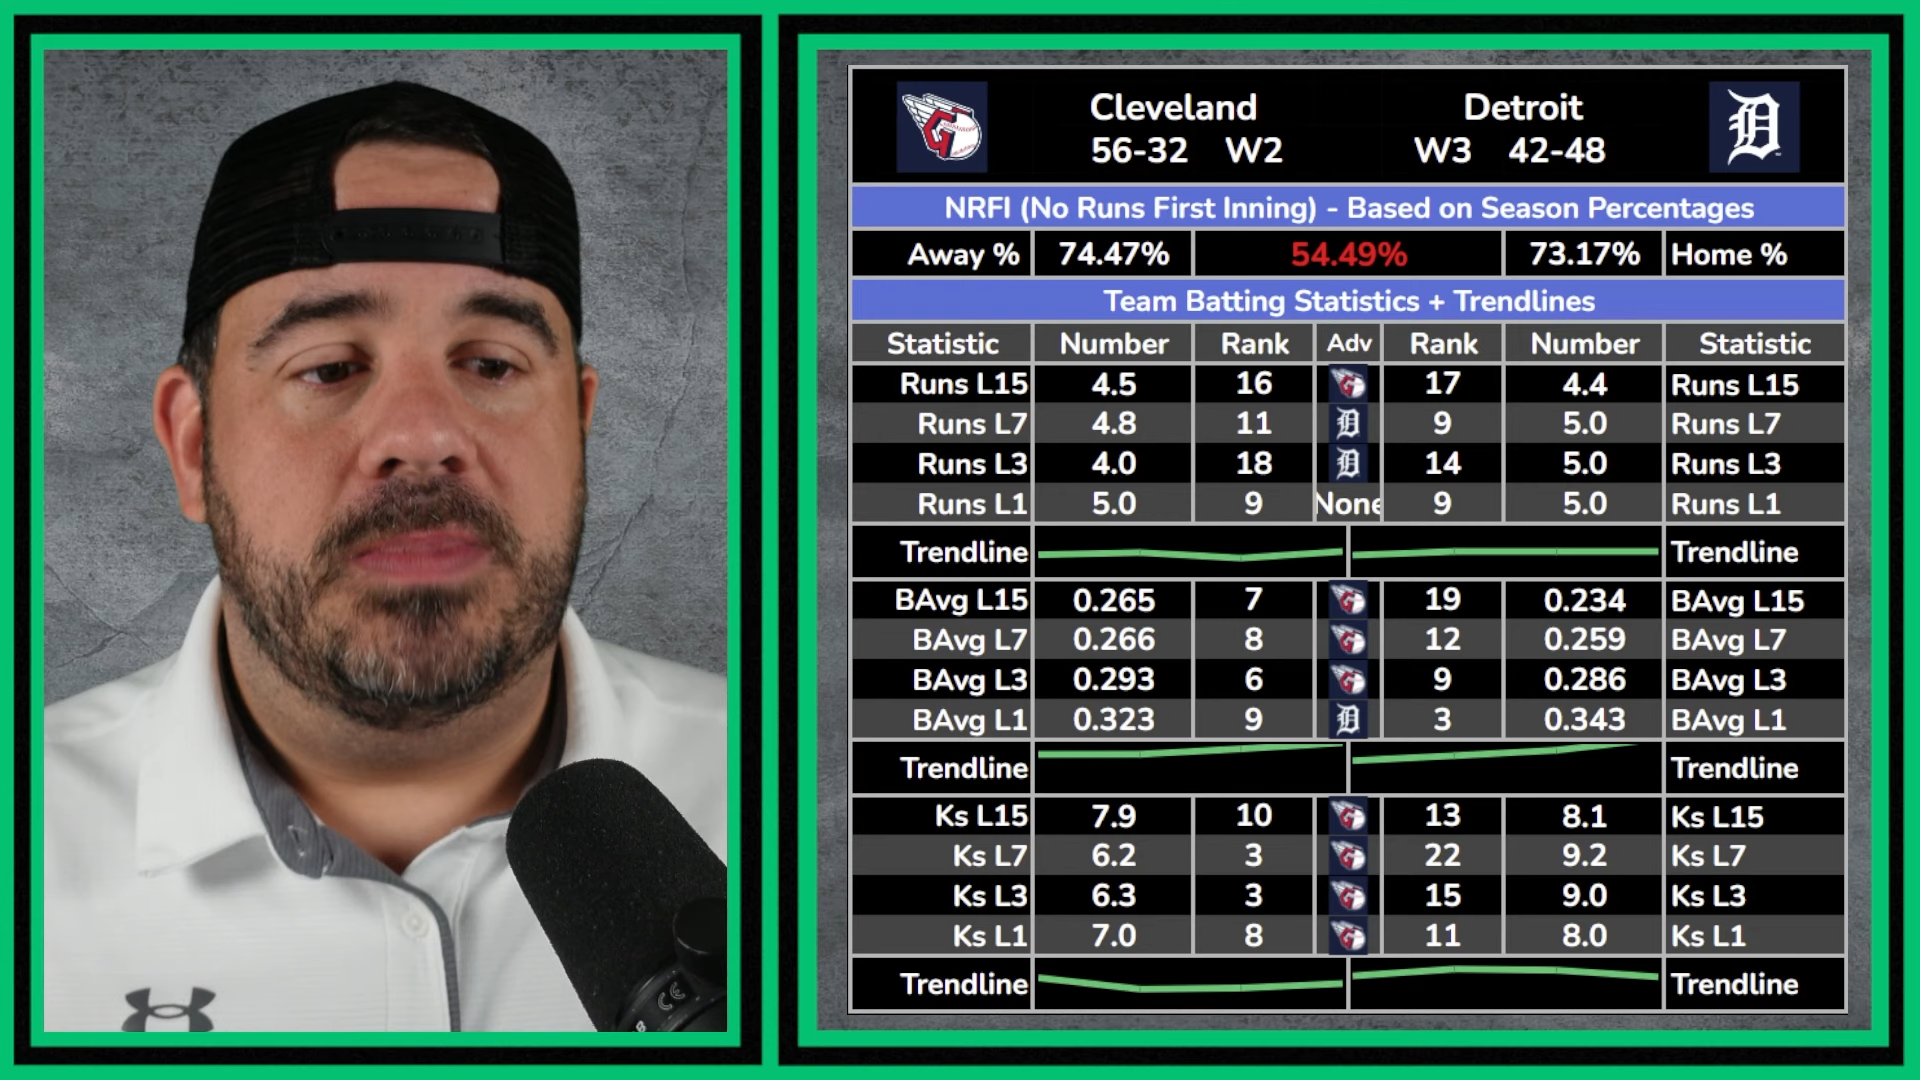 Cleveland Detroit
56-32 W2 W3 42-48
NRFI (No Runs First Inning) - Based on Season Percentages
Away % 74.47% 54.49% 73.17% Home %
Team Batting Statistics + Trendlines
Statistic Number Rank Adv Rank Number Statistic
Runs L15 4.5 16 17 4.4 Runs L15
Runs L7 4.8 11 9 5.0 Runs L7
Runs L3 4.0 18 14 5.0 Runs L3
Runs L1 5.0 9 None 9 5.0 Runs L1
Trendline Trendline
BAvg L15 0.265 7 19 0.234 BAvg L15
BAvg L7 0.266 8 12 0.259 BAvg L7
BAvg L3 0.293 6 9 0.286 BAvg L3
BAvg L1 0.323 9 3 0.343 BAvg L1
Trendline Trendline
Ks L15 7.9 10 13 8.1 Ks L15
Ks L7 6.2 3 22 9.2 Ks L7
Ks L3 6.3 3 15 9.0 Ks L3
Ks L1 7.0 8 11 8.0 Ks L1
Trendline Trendline